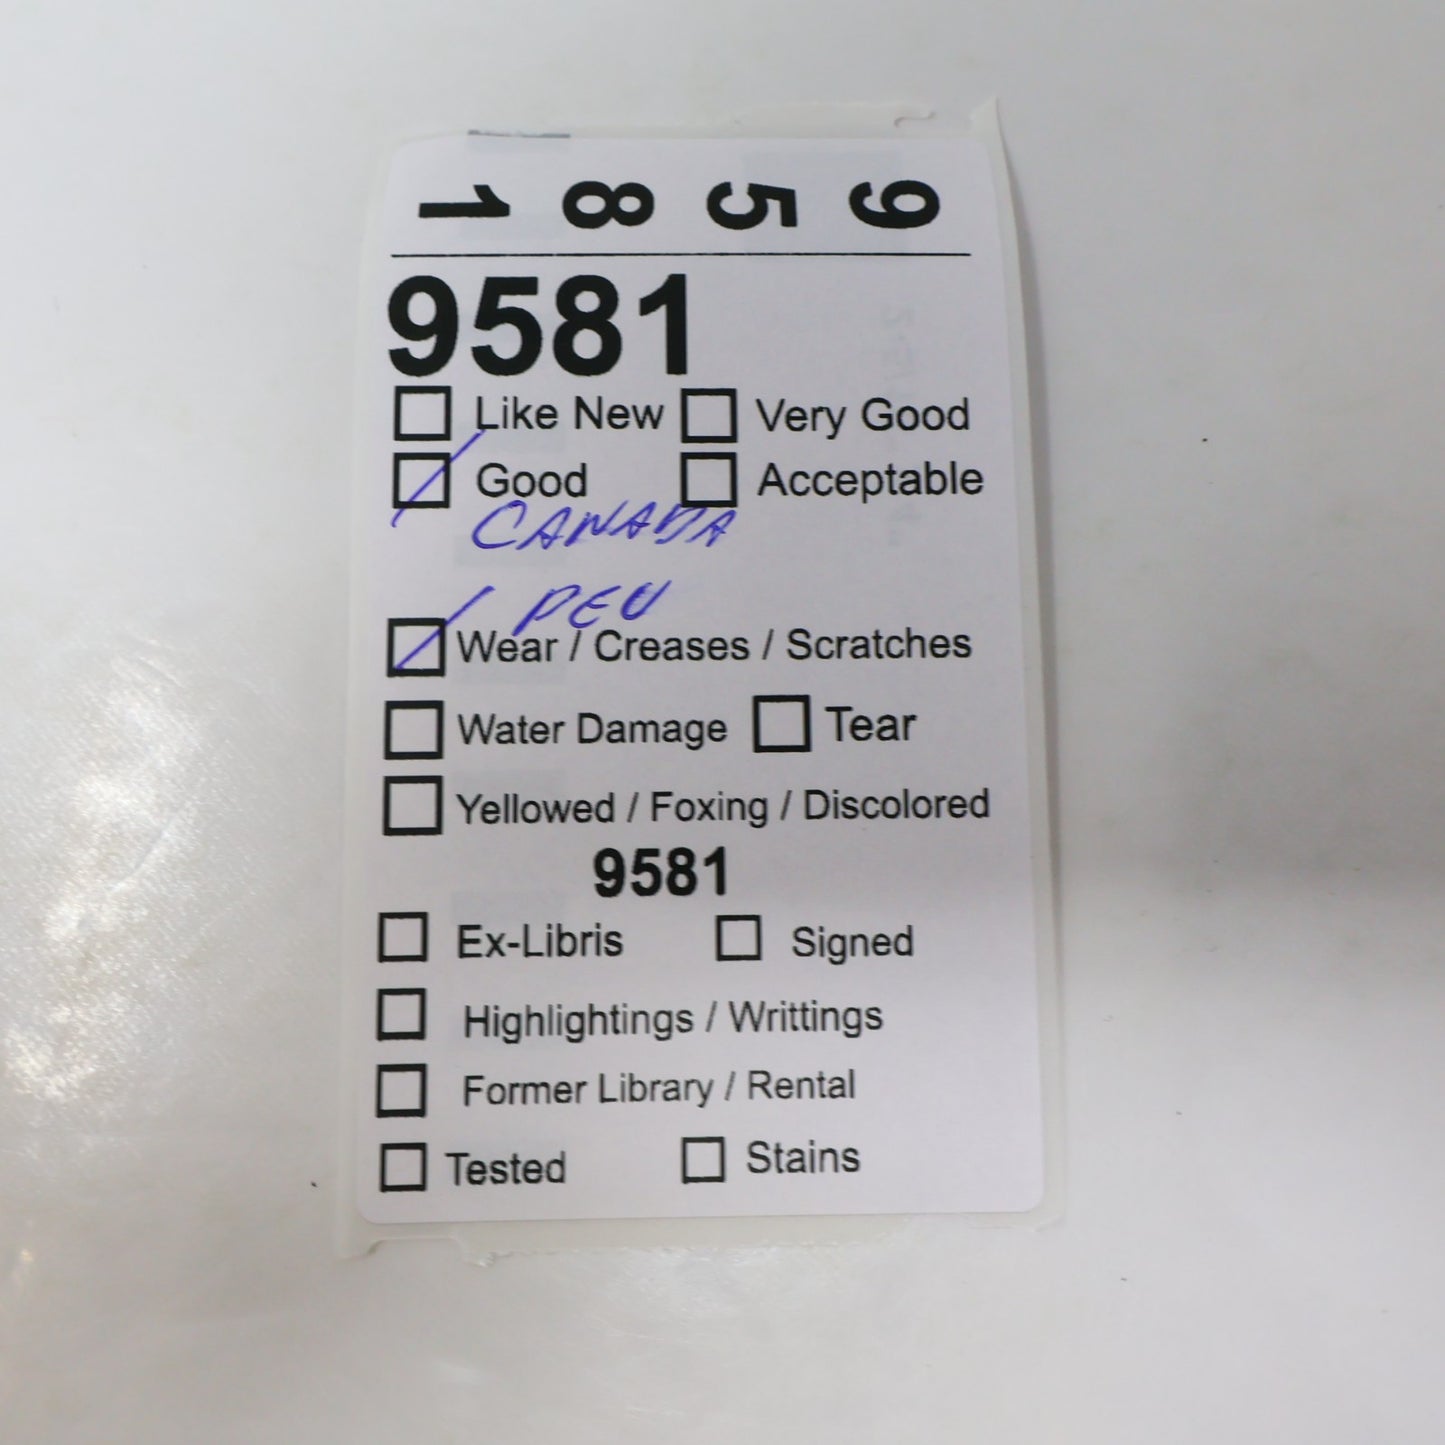 9 5 8 1
9581
☐ Like New ☐ Very Good
☑ Good ☐ Acceptable
CANADA
PEU
☑ Wear / Creases / Scratches
☐ Water Damage ☐ Tear
☐ Yellowed / Foxing / Discolored
9581
☐ Ex-Libris ☐ Signed
☐ Highlightings / Writtings
☐ Former Library / Rental
☐ Tested ☐ Stains